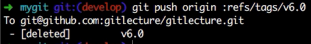 ➜ mygit git:(develop) git push origin :refs/tags/v6.0
To git@github.com:gitlecture/gitlecture.git
 - [deleted]         v6.0